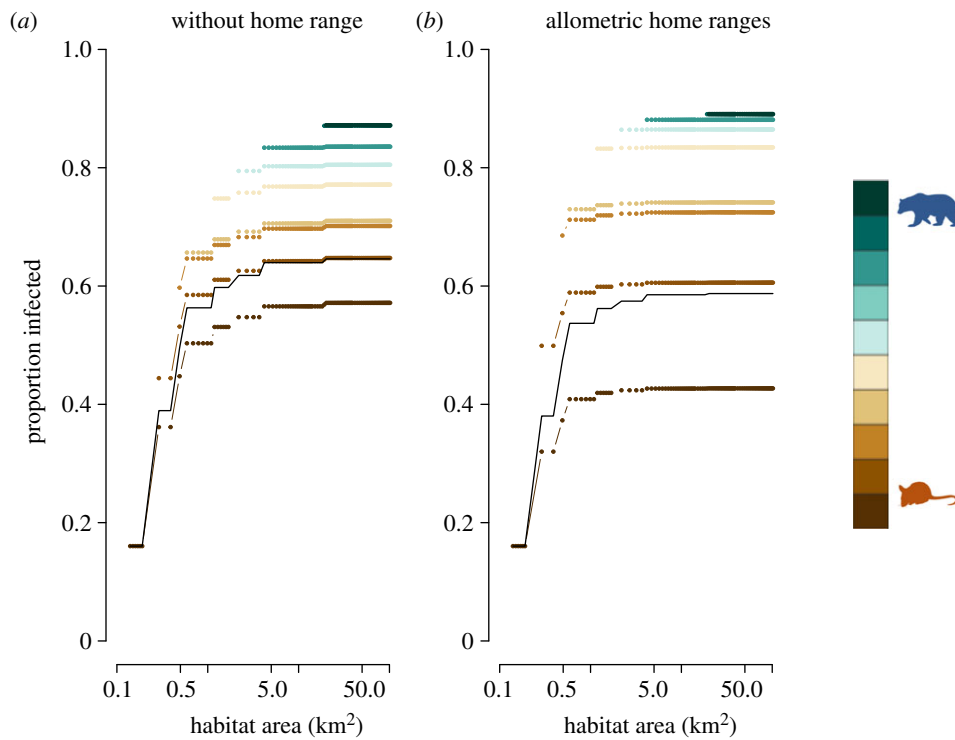 (a) without home range
(b) allometric home ranges
1.0
0.8
0.6
0.4
0.2
0
proportion infected
0.1 0.5 5.0 50.0
habitat area (km²)
1.0
0.8
0.6
0.4
0.2
0
0.1 0.5 5.0 50.0
habitat area (km²)